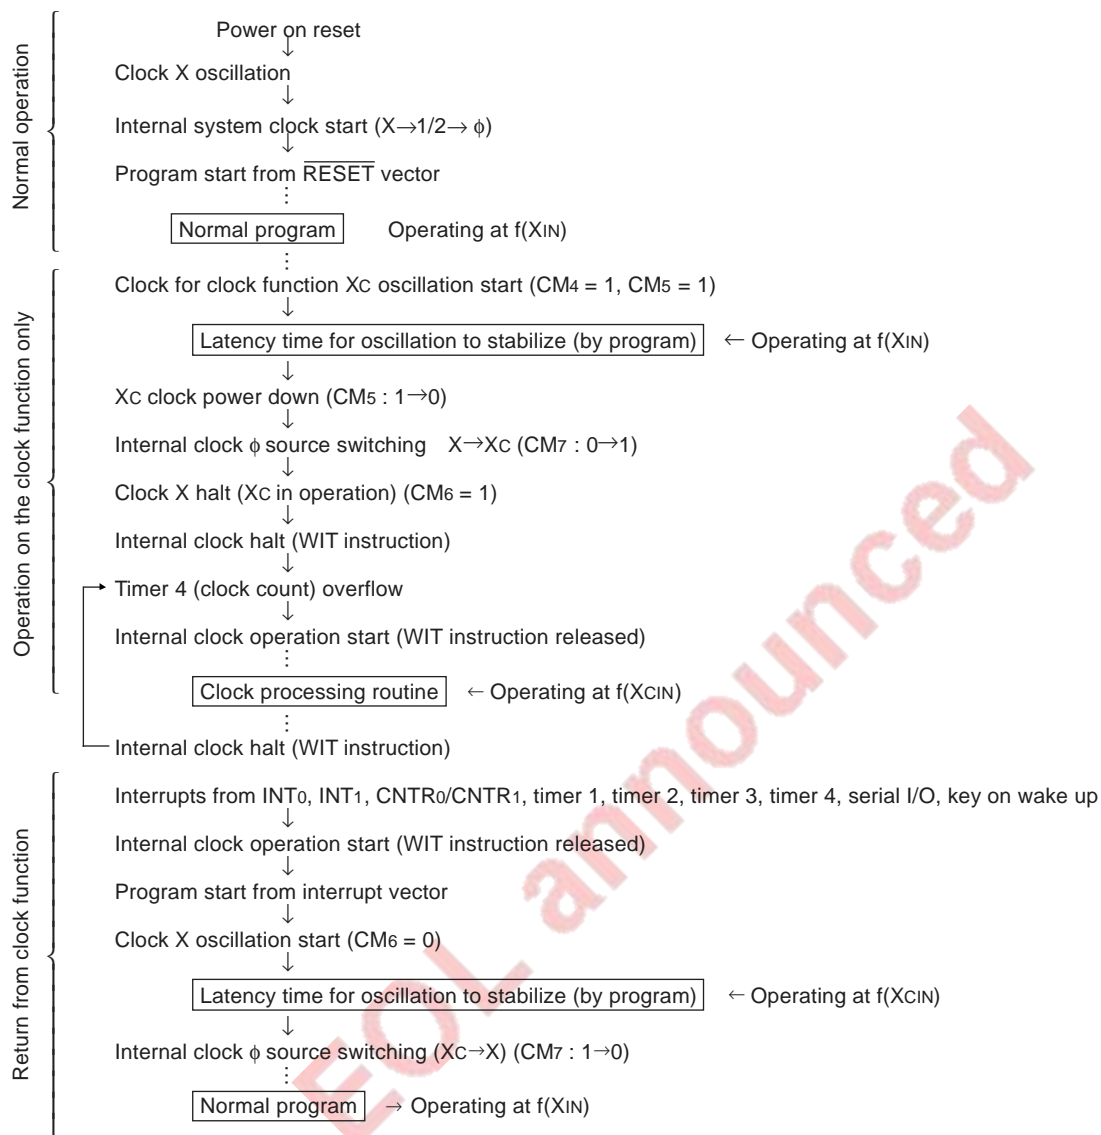 Normal operation
Power on reset
↓
Clock X oscillation
↓
Internal system clock start (X→1/2→ φ)
↓
Program start from RESET vector
⋮
Normal program Operating at f(XIN)
⋮
Operation on the clock function only
Clock for clock function XC oscillation start (CM4 = 1, CM5 = 1)
↓
Latency time for oscillation to stabilize (by program) ← Operating at f(XIN)
↓
XC clock power down (CM5 : 1→0)
↓
Internal clock φ source switching X→XC (CM7 : 0→1)
↓
Clock X halt (XC in operation) (CM6 = 1)
↓
Internal clock halt (WIT instruction)
↓
Timer 4 (clock count) overflow
↓
Internal clock operation start (WIT instruction released)
⋮
Clock processing routine ← Operating at f(XCIN)
⋮
Internal clock halt (WIT instruction)
Return from clock function
Interrupts from INT0, INT1, CNTR0/CNTR1, timer 1, timer 2, timer 3, timer 4, serial I/O, key on wake up
↓
Internal clock operation start (WIT instruction released)
↓
Program start from interrupt vector
↓
Clock X oscillation start (CM6 = 0)
↓
Latency time for oscillation to stabilize (by program) ← Operating at f(XCIN)
↓
Internal clock φ source switching (XC→X) (CM7 : 1→0)
⋮
Normal program → Operating at f(XIN)
EOL announced